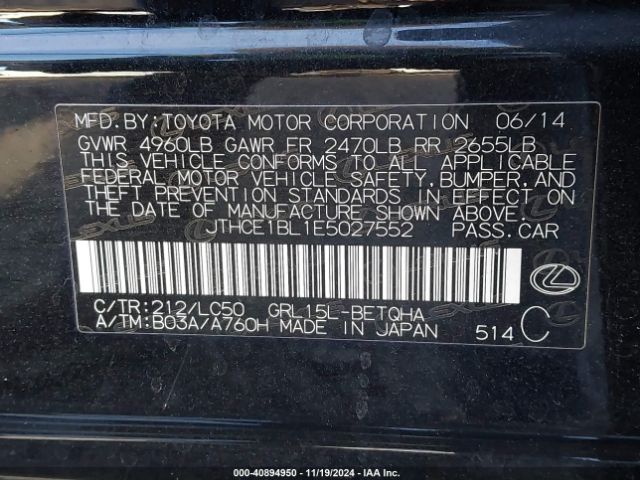 MFD.BY:TOYOTA MOTOR CORPORATION 06/14
GVWR 4960LB GAWR FR 2470LB RR 2655LB
THIS VEHICLE CONFORMS TO ALL APPLICABLE
FEDERAL MOTOR VEHICLE SAFETY,BUMPER,AND
THEFT PREVENTION STANDARDS IN EFFECT ON
THE DATE OF MANUFACTURE SHOWN ABOVE.
JTHCE1BL1E5027552 PASS.CAR
C/TR:212/LC50 GRL15L-BETQHA
A/TM:B03A/A760H MADE IN JAPAN 514 C
000-40894950 - 11/19/2024 - IAA Inc.